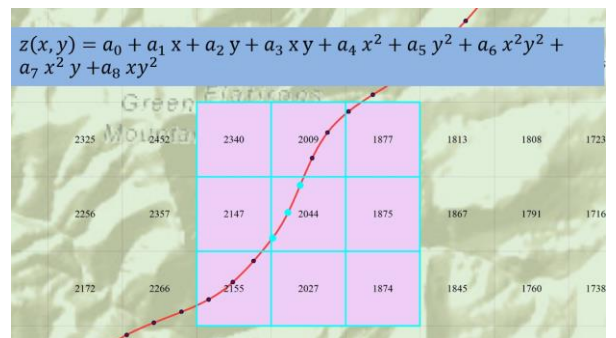 z(x, y) = a₀ + a₁ x + a₂ y + a₃ x y + a₄ x² + a₅ y² + a₆ x²y² +
a₇ x² y +a₈ xy²
Green
2325 2452 2340 2009 1877 1813 1808 1723
2256 2357 2147 2044 1875 1867 1791 1716
2172 2266 2155 2027 1874 1845 1760 1738